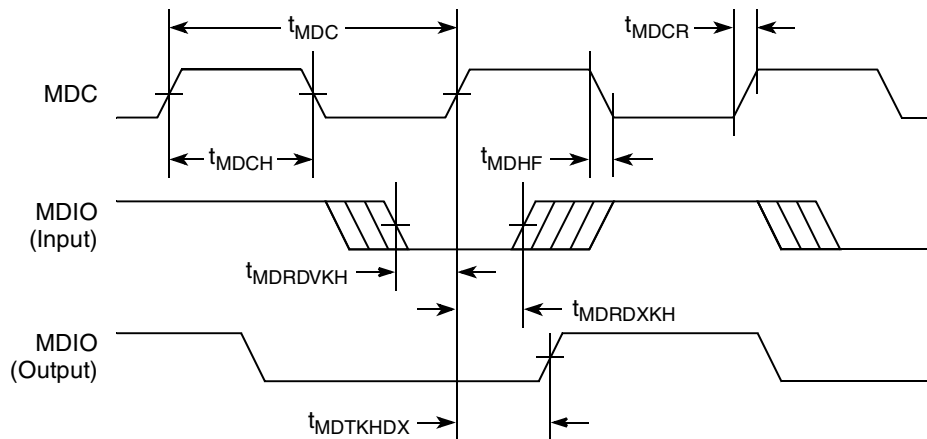 tMDC
tMDCR
MDC
tMDCH
tMDHF
MDIO
(Input)
tMDRDVKH
tMDRDXKH
MDIO
(Output)
tMDTKHDX